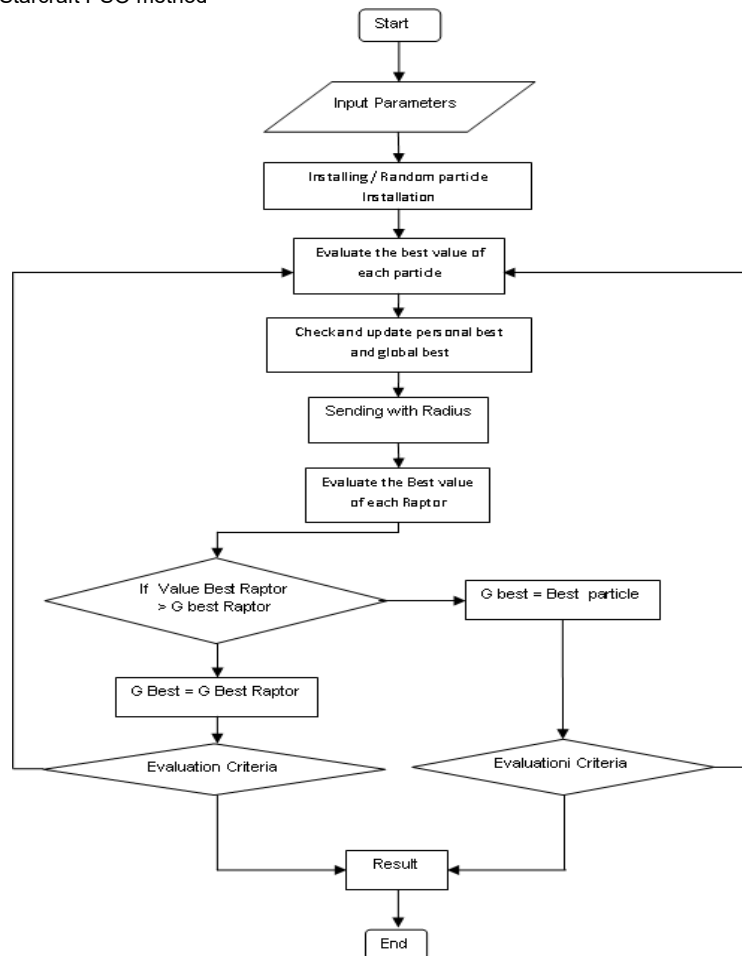 Starcraft PSO method
Start
Input Parameters
Installing / Random particle
Installation
Evaluate the best value of
each particle
Check and update personal best
and global best
Sending with Radius
Evaluate the Best value
of each Raptor
If Value Best Raptor
> G best Raptor
G best = Best particle
G Best = G Best Raptor
Evaluation Criteria
Evaluationi Criteria
Result
End